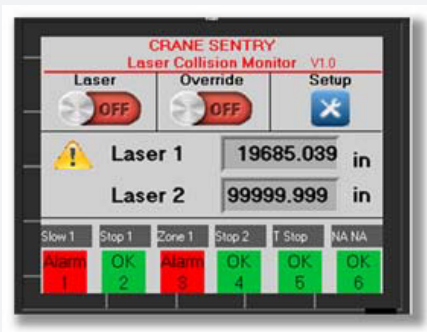 CRANE SENTRY
Laser Collision Monitor V1.0
Laser Override Setup
OFF OFF
Laser 1 19685.039 in
Laser 2 99999.999 in
Slow 1 Stop 1 Zone 1 Stop 2 T Stop NA NA
Alarm OK Alarm OK OK OK
1 2 3 4 5 6